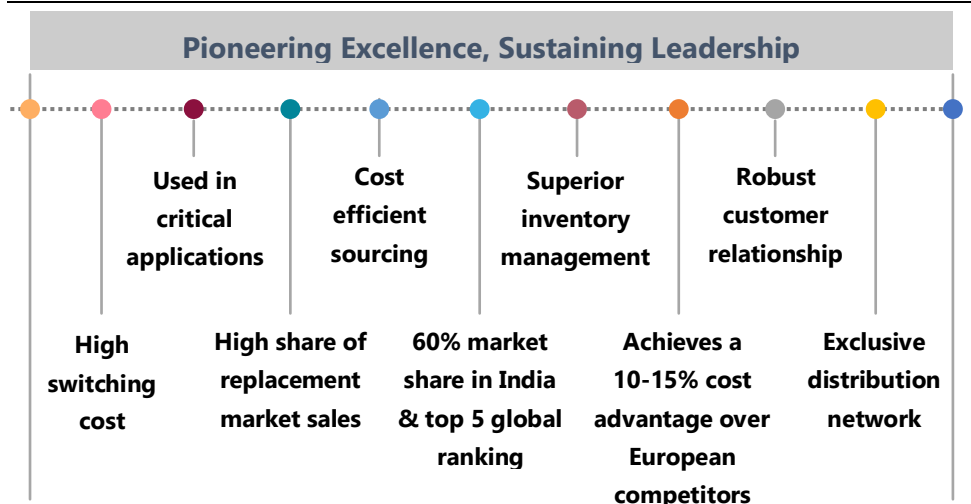 Pioneering Excellence, Sustaining Leadership
Used in
critical
applications
Cost
efficient
sourcing
Superior
inventory
management
Robust
customer
relationship
High
switching
cost
High share of
replacement
market sales
60% market
share in India
& top 5 global
ranking
Achieves a
10-15% cost
advantage over
European
competitors
Exclusive
distribution
network